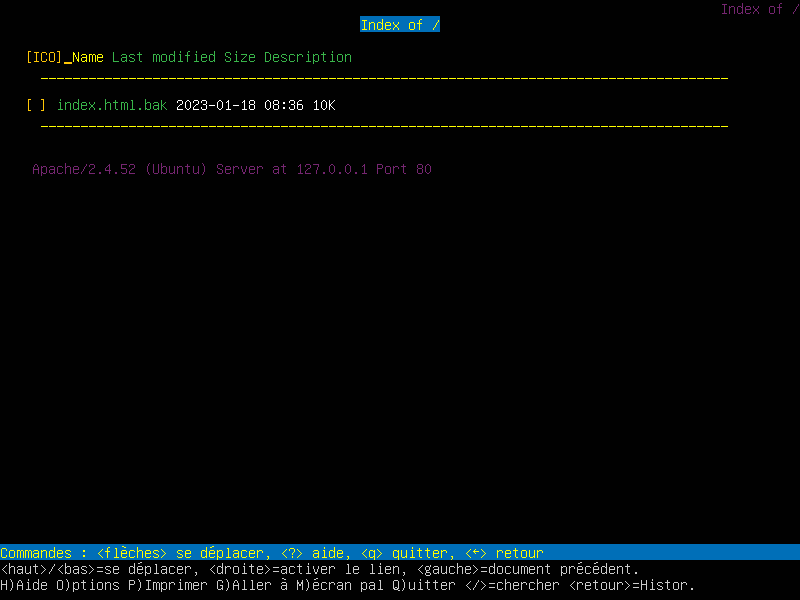 Index of /
Index of /
[ICO]_Name Last modified Size Description
[ ] index.html.bak 2023-01-18 08:36 10K
Apache/2.4.52 (Ubuntu) Server at 127.0.0.1 Port 80
Commandes : <flèches> se déplacer, <?> aide, <q> quitter, <←> retour
<haut>/<bas>=se déplacer, <droite>=activer le lien, <gauche>=document précédent.
H)Aide O)ptions P)Imprimer G)Aller à M)écran pal Q)uitter </>=chercher <retour>=Histor.